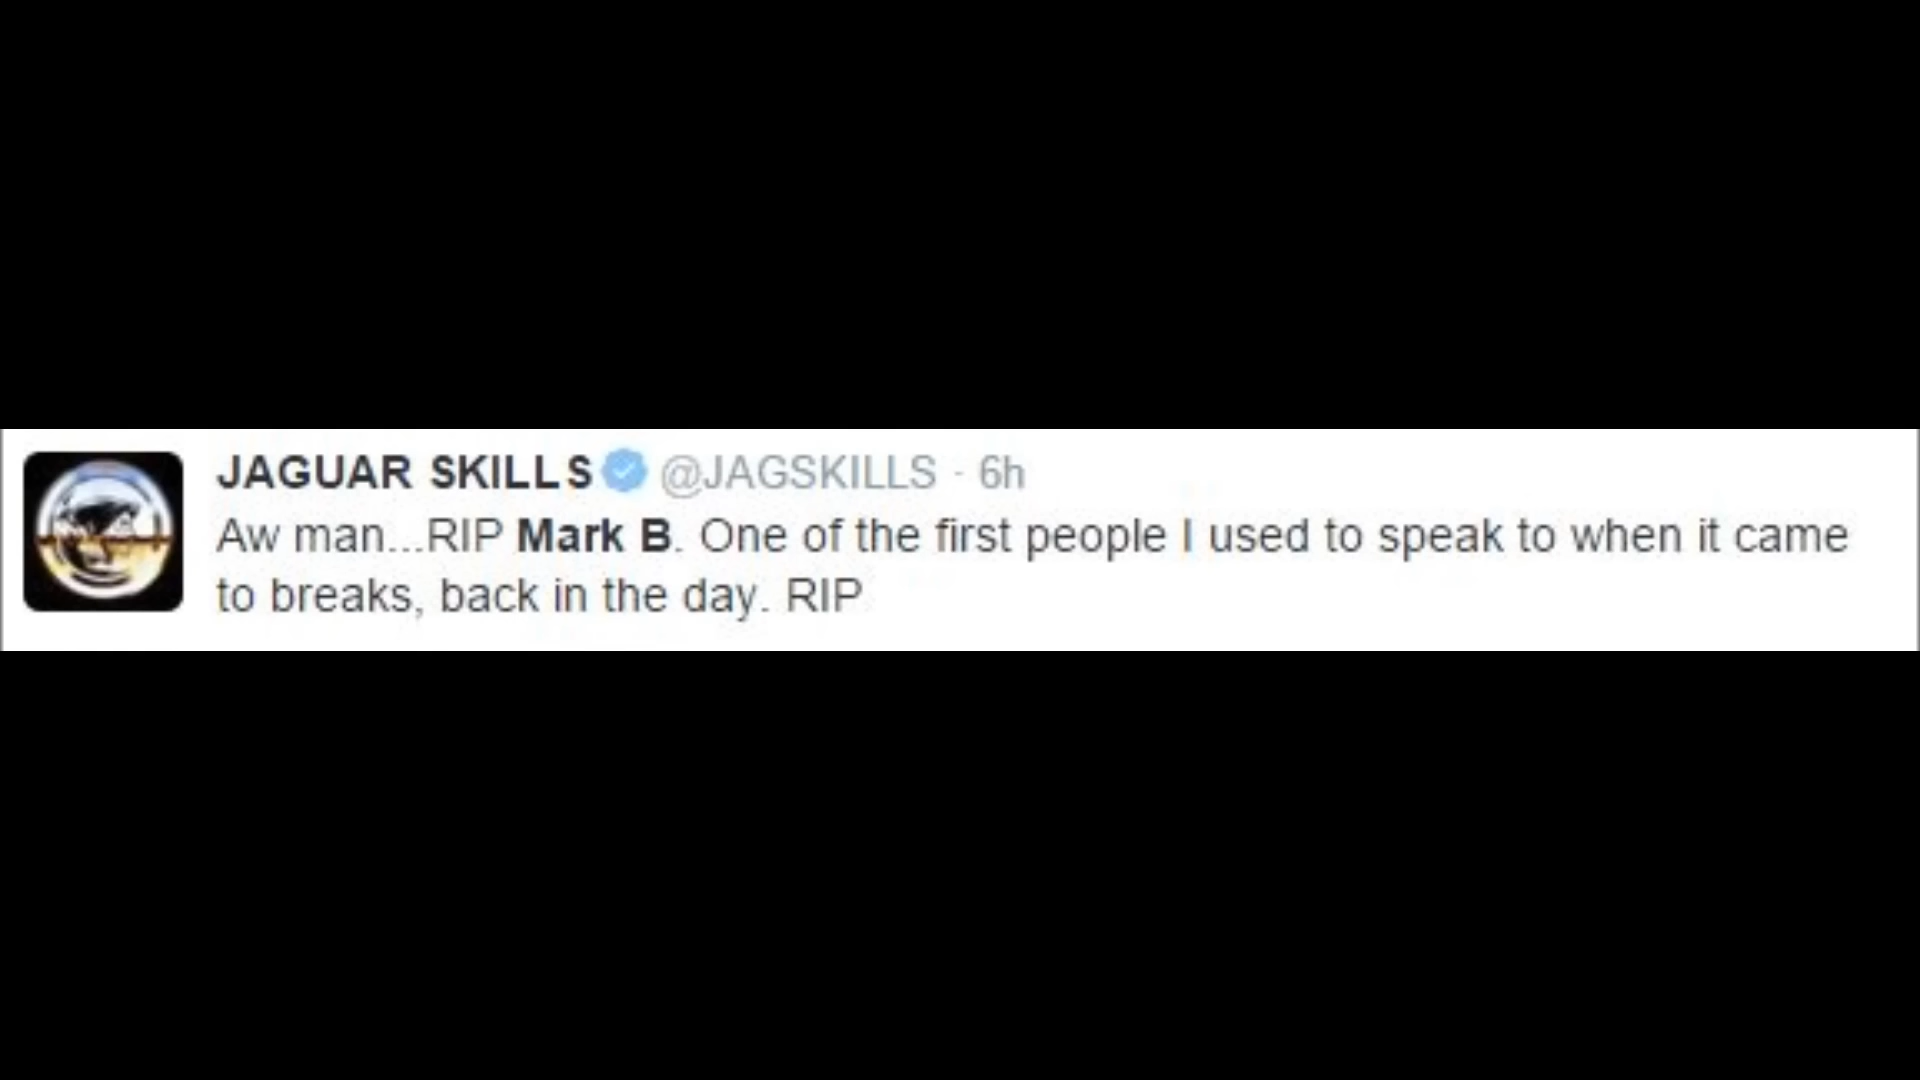 JAGUAR SKILLS @JAGSKILLS · 6h
Aw man...RIP Mark B. One of the first people I used to speak to when it came
to breaks, back in the day. RIP